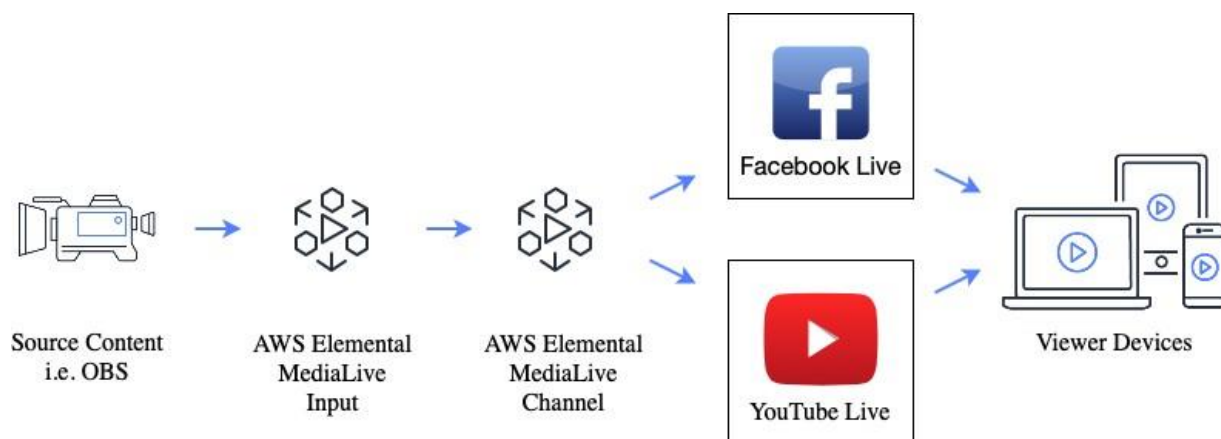 Source Content
i.e. OBS
AWS Elemental
MediaLive
Input
AWS Elemental
MediaLive
Channel
Facebook Live
YouTube Live
Viewer Devices